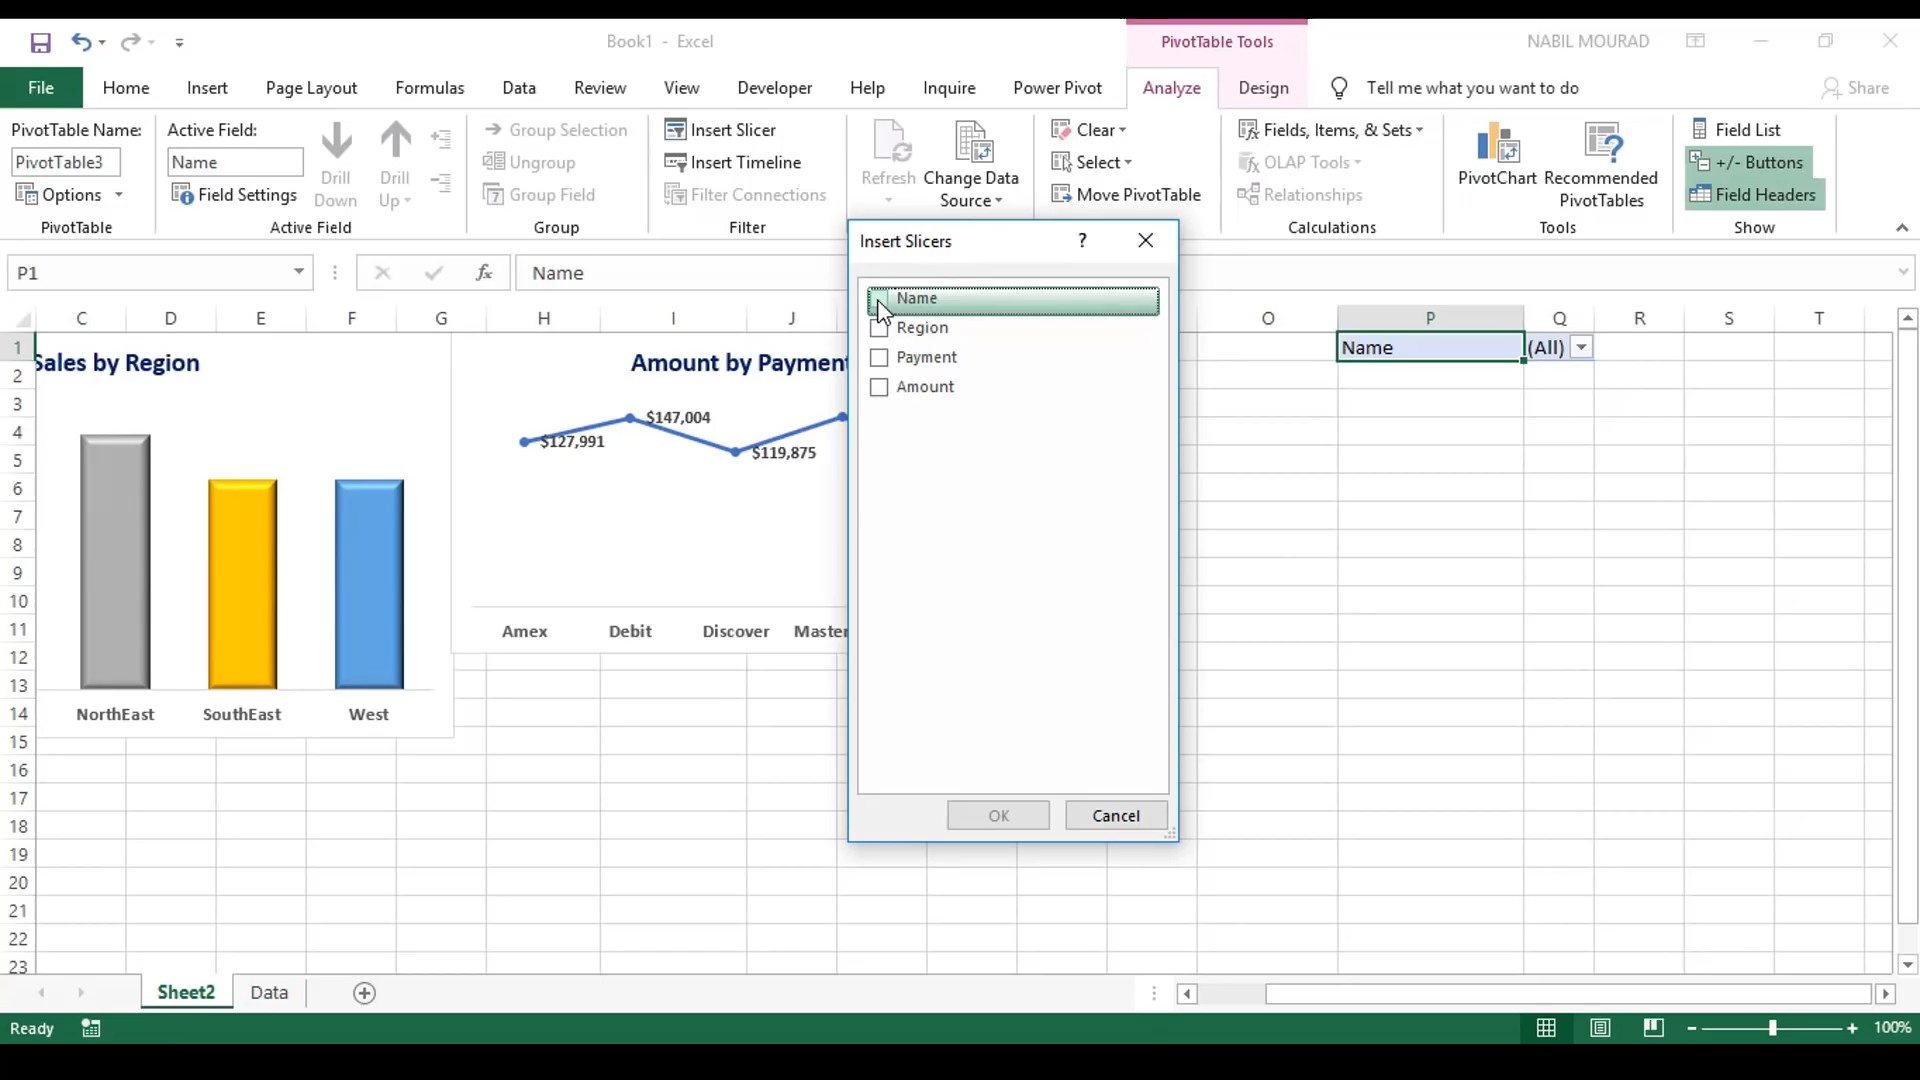 Book1 - Excel
PivotTable Tools
NABIL MOURAD
File
Home
Insert
Page Layout
Formulas
Data
Review
View
Developer
Help
Inquire
Power Pivot
Analyze
Design
Tell me what you want to do
Share
PivotTable Name:
PivotTable3
Options
PivotTable
Active Field:
Name
Field Settings
Drill
Down
Drill
Up
Active Field
Group Selection
Ungroup
7 Group Field
Group
Insert Slicer
Insert Timeline
Filter Connections
Filter
Refresh
Change Data
Source
Clear
Select
Move PivotTable
Fields, Items, & Sets
OLAP Tools
Relationships
Calculations
PivotChart
Recommended
PivotTables
Tools
Field List
+/- Buttons
Field Headers
Show
P1
fx
Name
C D E F G H I J O P Q R S T
1
2
3
4
5
6
7
8
9
10
11
12
13
14
15
16
17
18
19
20
21
22
23
Sales by Region
NorthEast
SouthEast
West
Amount by Payment
$127,991
$147,004
$119,875
Amex
Debit
Discover
Master
Insert Slicers
?
Name
Region
Payment
Amount
OK
Cancel
Name (All)
Sheet2
Data
Ready
100%